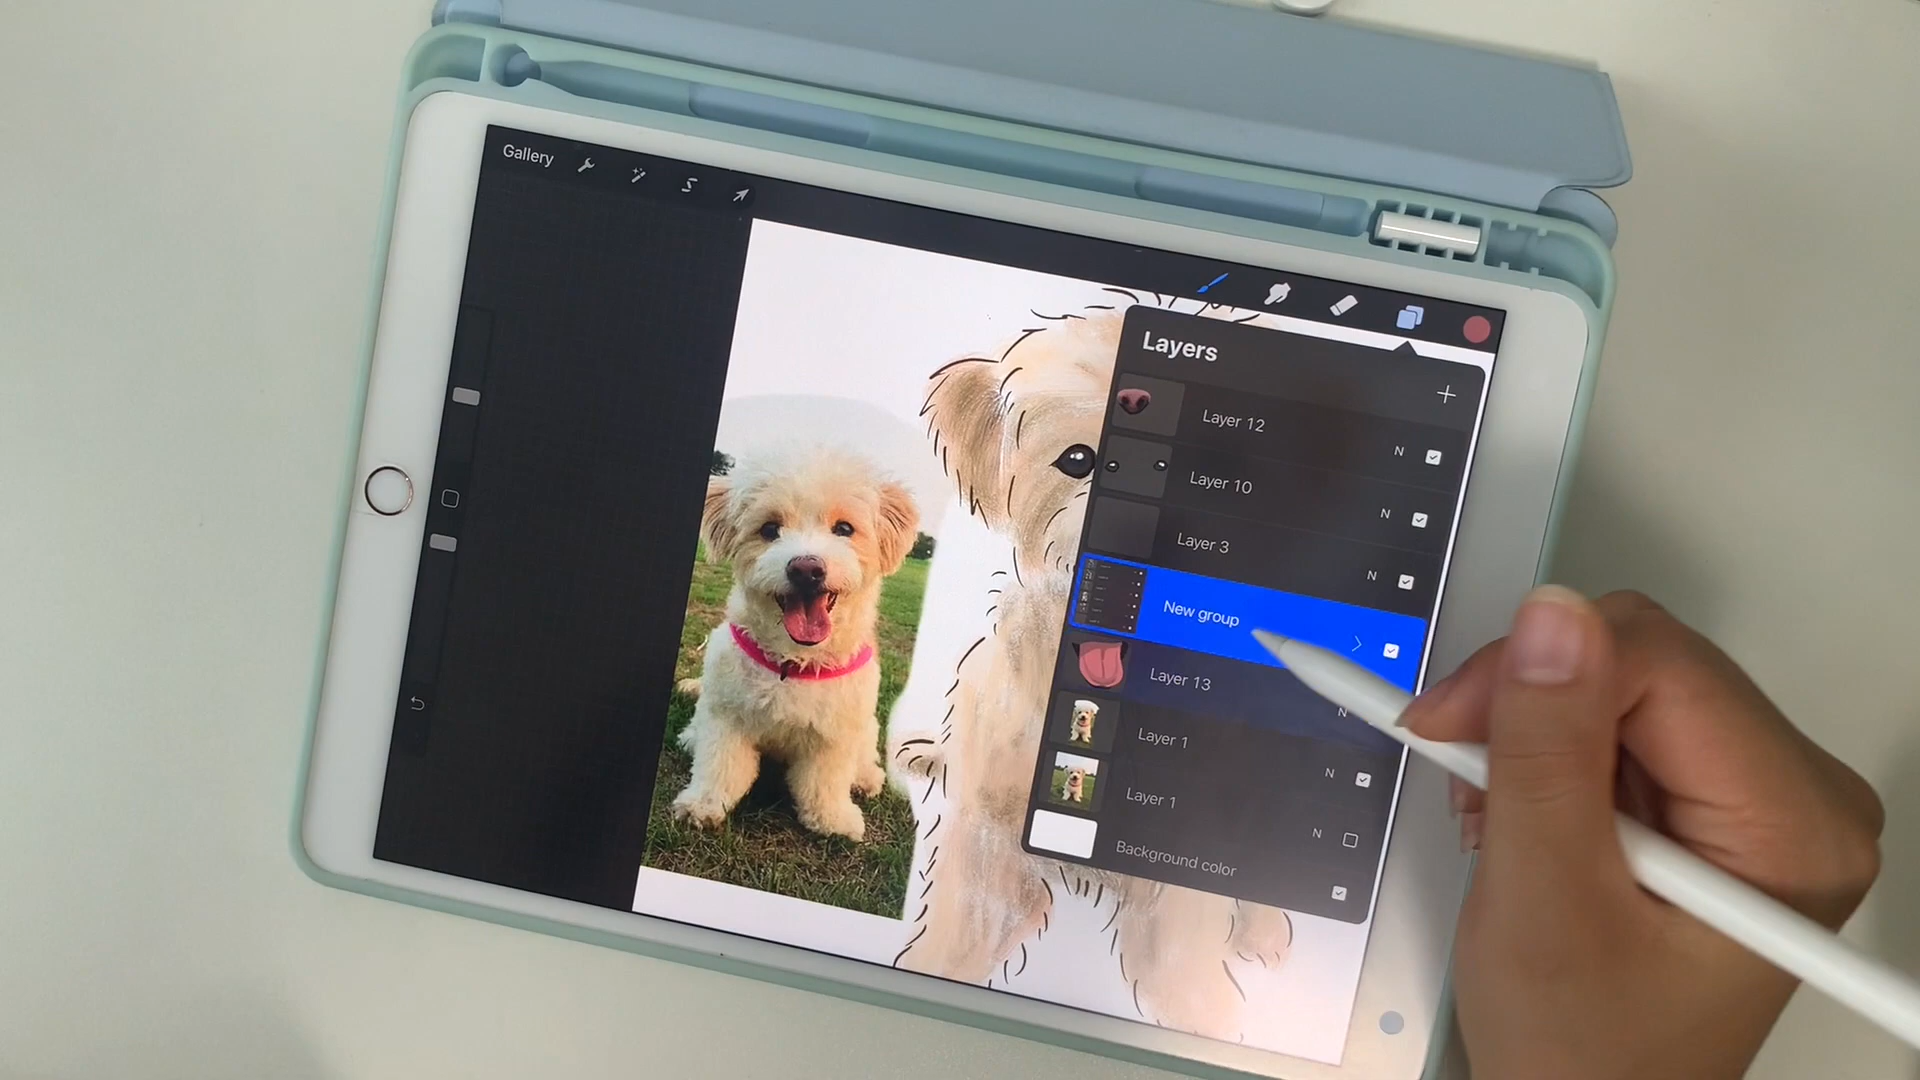 Gallery
Layers
Layer 12
N
Layer 10
N
Layer 3
N
New group
Layer 13
N
Layer 1
N
Layer 1
N
Background color